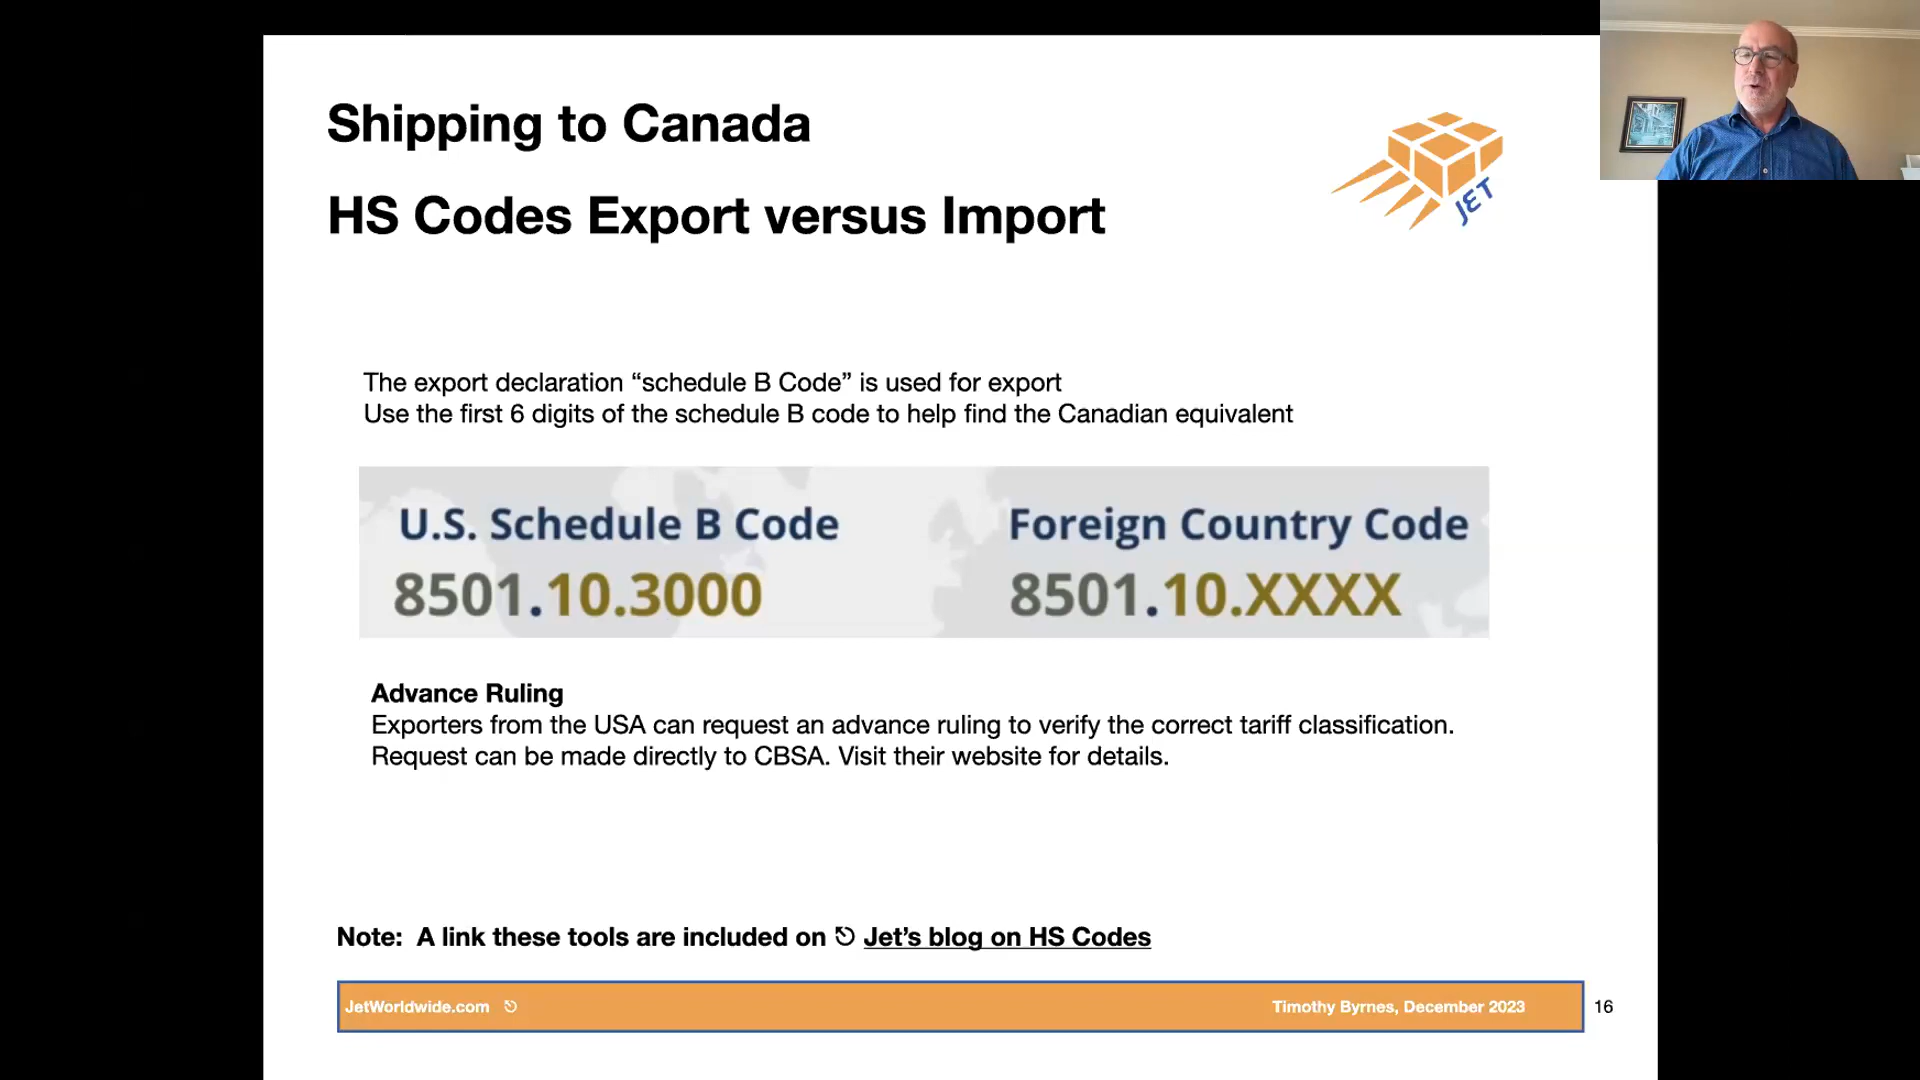 Shipping to Canada
HS Codes Export versus Import
JET
The export declaration “schedule B Code” is used for export
Use the first 6 digits of the schedule B code to help find the Canadian equivalent
U.S. Schedule B Code
8501.10.3000
Foreign Country Code
8501.10.XXXX
Advance Ruling
Exporters from the USA can request an advance ruling to verify the correct tariff classification.
Request can be made directly to CBSA. Visit their website for details.
Note: A link these tools are included on Jet’s blog on HS Codes
JetWorldwide.com
Timothy Byrnes, December 2023
16